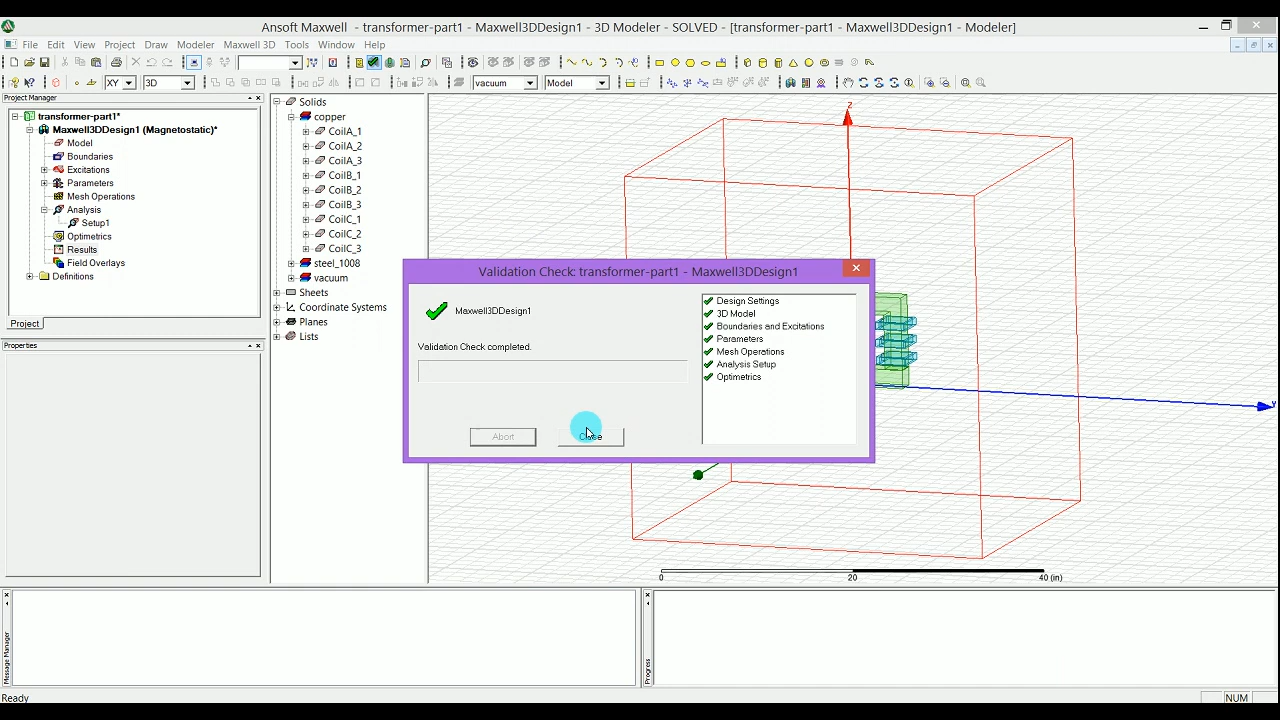 Ansoft Maxwell - transformer-part1 - Maxwell3DDesign1 - 3D Modeler - SOLVED - [transformer-part1 - Maxwell3DDesign1 - Modeler]
File Edit View Project Draw Modeler Maxwell 3D Tools Window Help
XY 3D vacuum Model
Project Manager
transformer-part1*
Maxwell3DDesign1 (Magnetostatic)*
Model
Boundaries
Excitations
Parameters
Mesh Operations
Analysis
Setup1
Optimetrics
Results
Field Overlays
Definitions
Project
Properties
Solids
copper
CoilA_1
CoilA_2
CoilA_3
CoilB_1
CoilB_2
CoilB_3
CoilC_1
CoilC_2
CoilC_3
steel_1008
vacuum
Sheets
Coordinate Systems
Planes
Lists
Z
Validation Check: transformer-part1 - Maxwell3DDesign1
Maxwell3DDesign1
Validation Check completed.
Abort
Design Settings
3D Model
Boundaries and Excitations
Parameters
Mesh Operations
Analysis Setup
Optimetrics
0 20 40 (in)
Message Manager
Progress
Ready
NUM